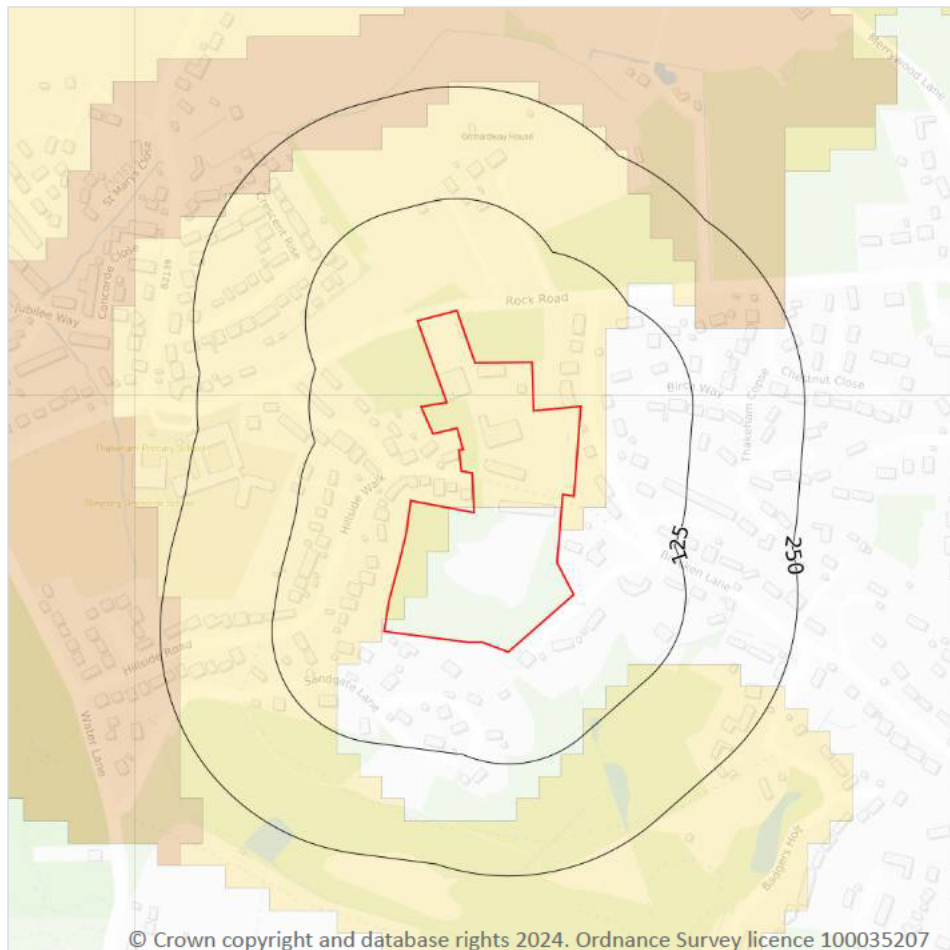 Merrywood Lane
Orchardway House
St Marys Close
Crescent Rise
Concorde Close
B2139
Rock Road
Jubilee Way
Birch Way
Chestnut Close
Thakeham Copse
Thakeham Primary School
Hillside Walk
125
250
Bracken Lane
Hillside Road
Sandgate Lane
Water Lane
Badgers Holt
© Crown copyright and database rights 2024. Ordnance Survey licence 100035207